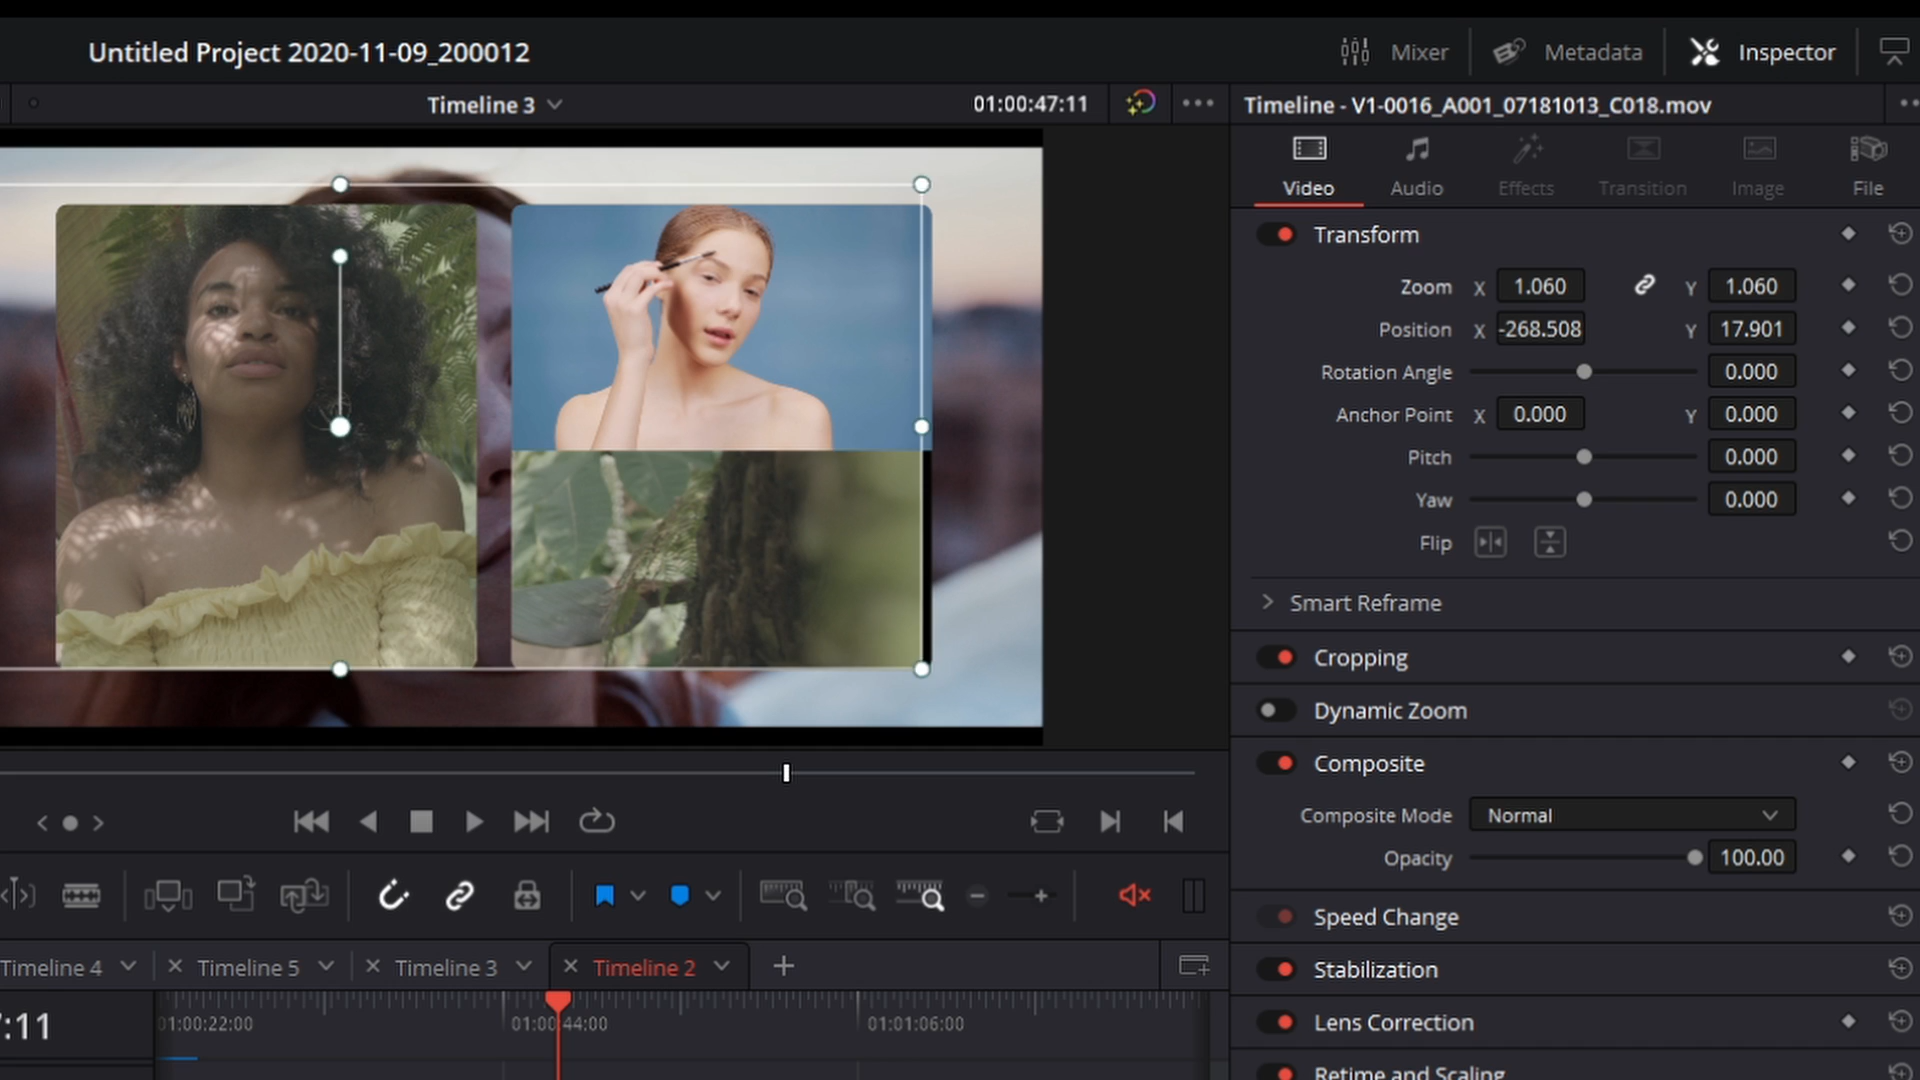 Untitled Project 2020-11-09_200012
Mixer
Metadata
Inspector
Timeline 3
01:00:47:11
Timeline - V1-0016_A001_07181013_C018.mov
Video
Audio
Effects
Transition
Image
File
Transform
Zoom X 1.060 Y 1.060
Position X -268.508 Y 17.901
Rotation Angle 0.000
Anchor Point X 0.000 Y 0.000
Pitch 0.000
Yaw 0.000
Flip
Smart Reframe
Cropping
Dynamic Zoom
Composite
Composite Mode Normal
Opacity 100.00
Speed Change
Stabilization
Lens Correction
Retime and Scaling
Timeline 4
Timeline 5
Timeline 3
Timeline 2
:11
01:00:22:00
01:00:44:00
01:01:06:00